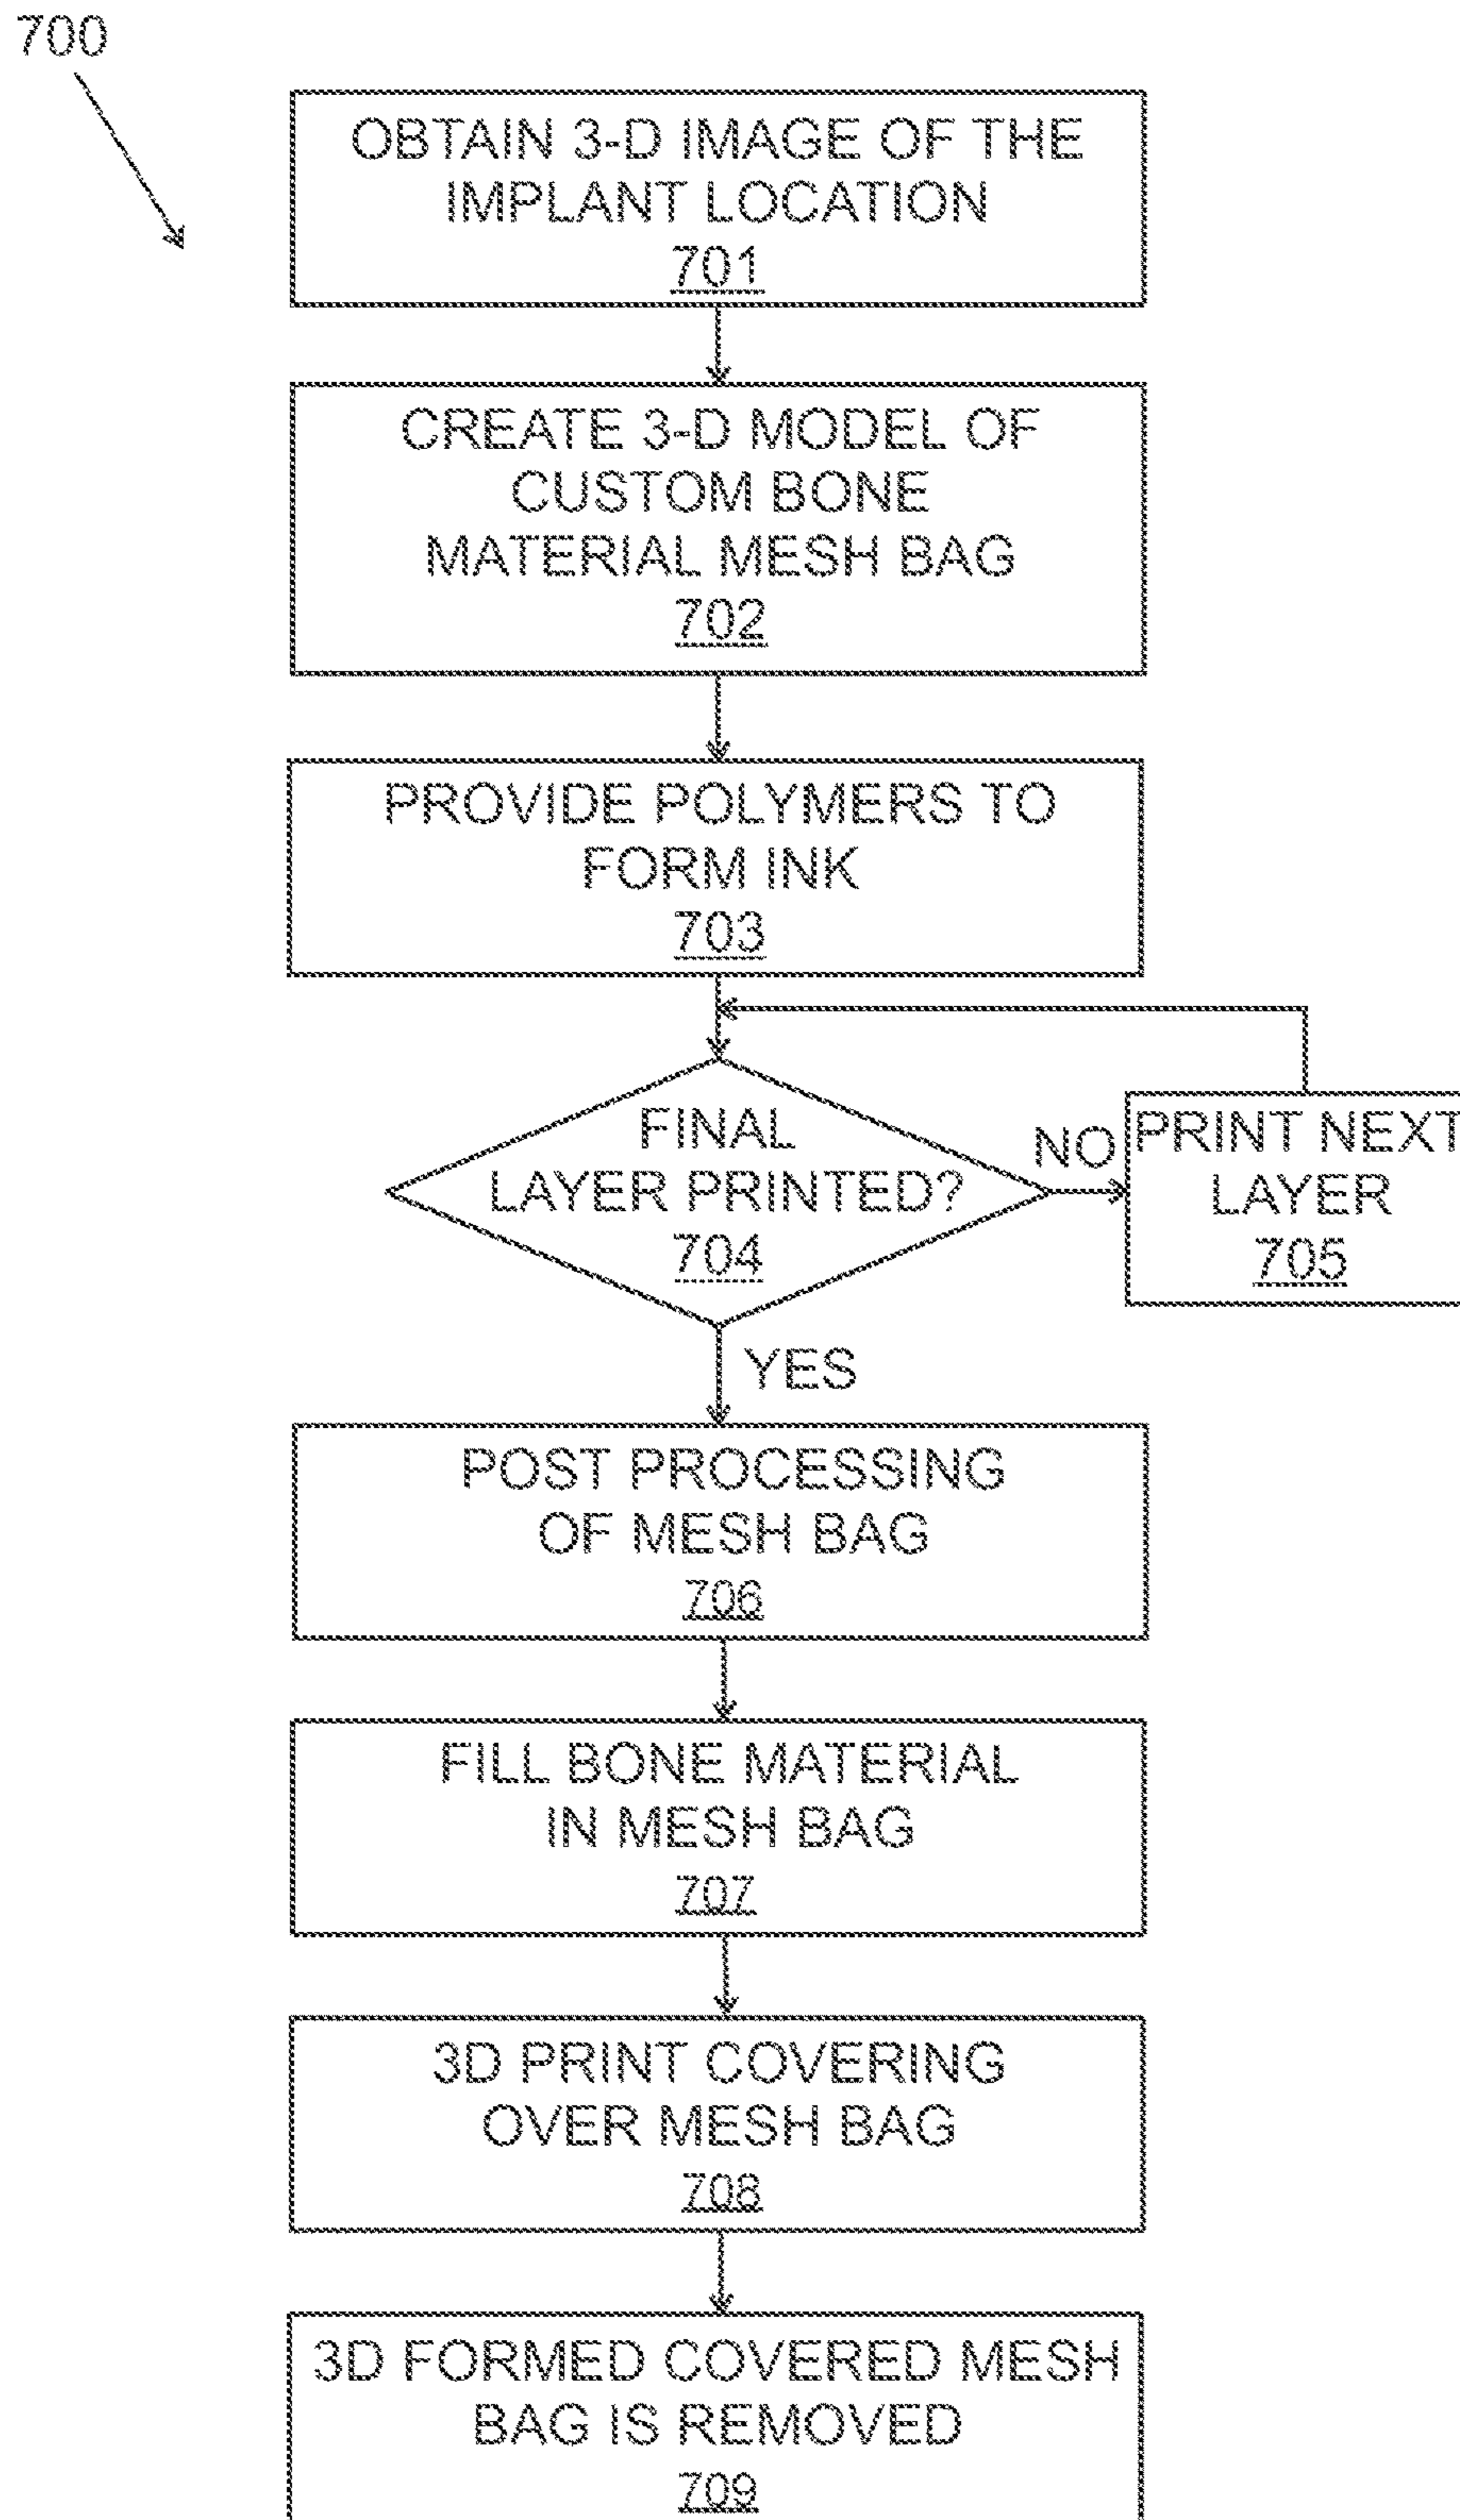 700
OBTAIN 3-D IMAGE OF THE
IMPLANT LOCATION
701
CREATE 3-D MODEL OF
CUSTOM BONE
MATERIAL MESH BAG
702
PROVIDE POLYMERS TO
FORM INK
703
FINAL
LAYER PRINTED?
704
NO
PRINT NEXT
LAYER
705
YES
POST PROCESSING
OF MESH BAG
706
FILL BONE MATERIAL
IN MESH BAG
707
3D PRINT COVERING
OVER MESH BAG
708
3D FORMED COVERED MESH
BAG IS REMOVED
709